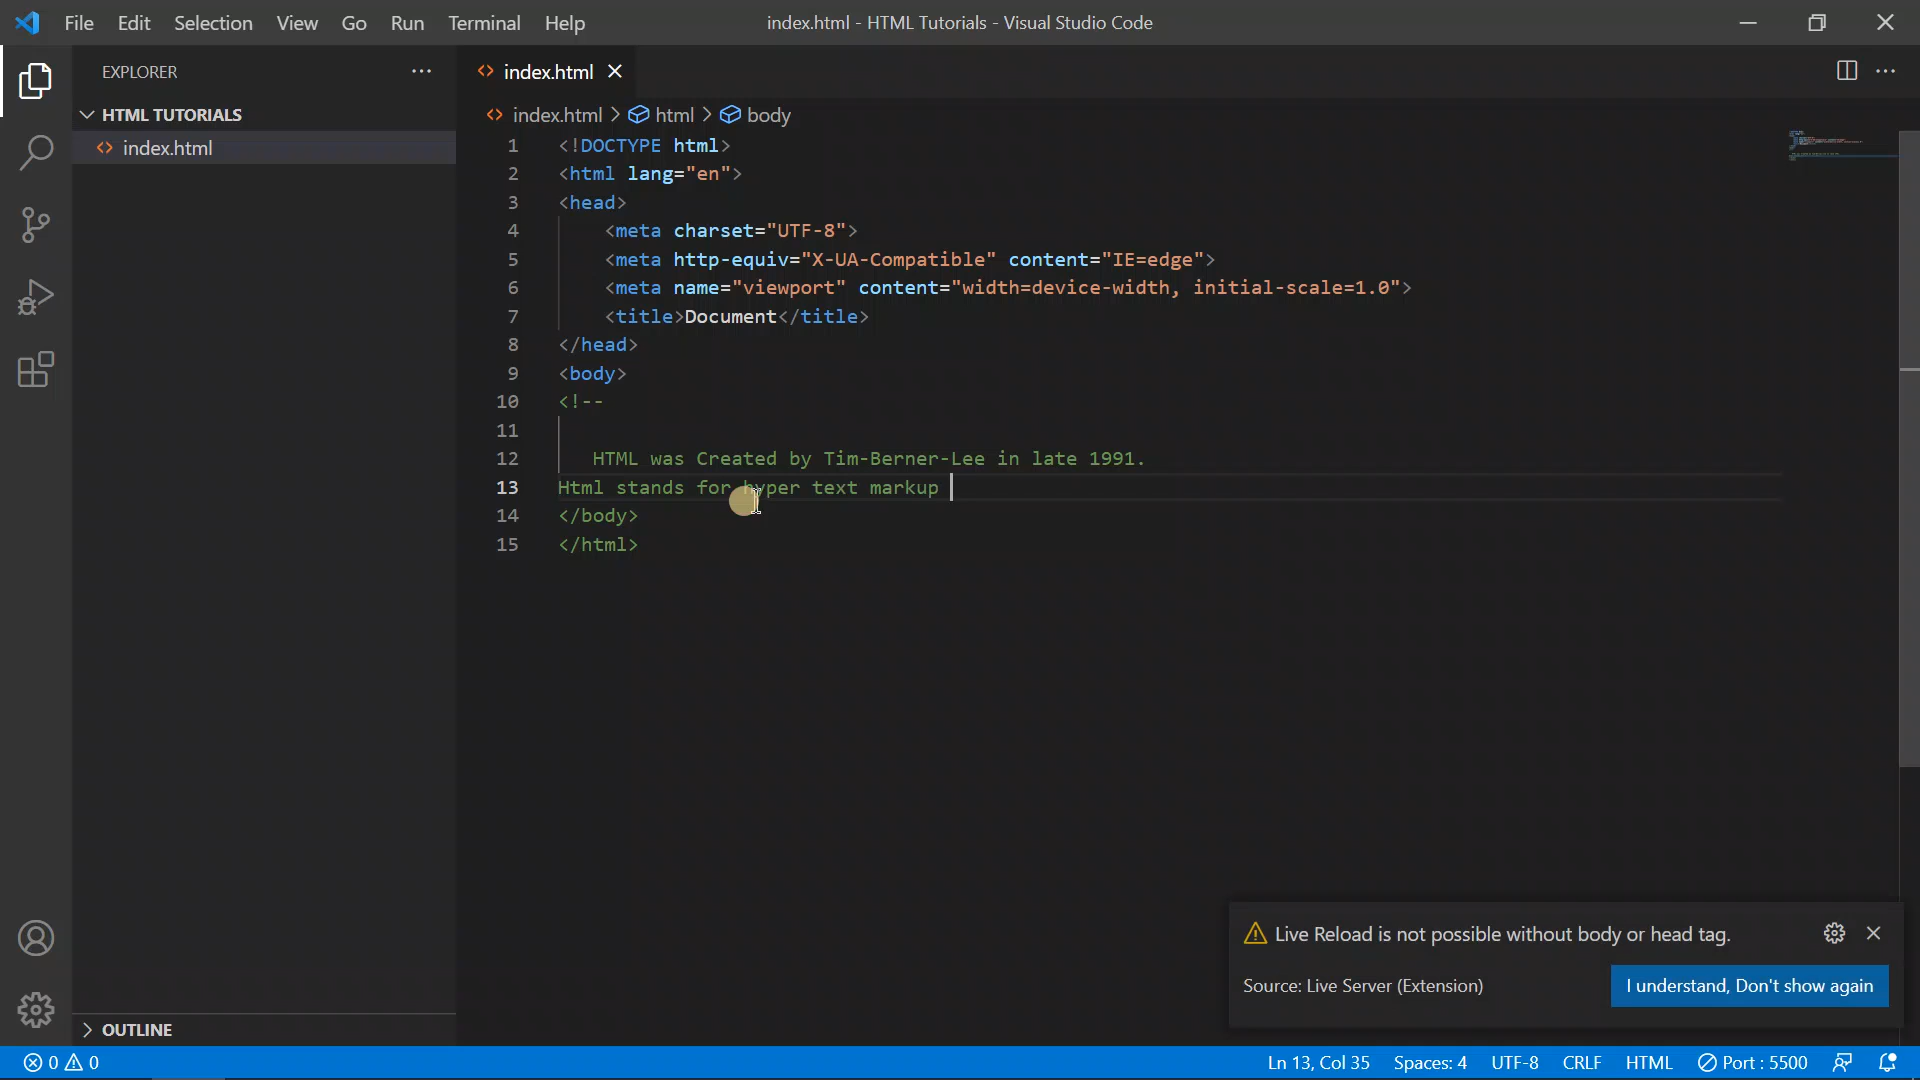 File Edit Selection View Go Run Terminal Help
index.html - HTML Tutorials - Visual Studio Code
EXPLORER
HTML TUTORIALS
index.html
OUTLINE
index.html
index.html > html > body
1 <!DOCTYPE html>
2 <html lang="en">
3 <head>
4 <meta charset="UTF-8">
5 <meta http-equiv="X-UA-Compatible" content="IE=edge">
6 <meta name="viewport" content="width=device-width, initial-scale=1.0">
7 <title>Document</title>
8 </head>
9 <body>
10 <!--
11
12 HTML was Created by Tim-Berner-Lee in late 1991.
13 Html stands for hyper text markup
14 </body>
15 </html>
Live Reload is not possible without body or head tag.
Source: Live Server (Extension)
I understand, Don't show again
0 0
Ln 13, Col 35 Spaces: 4 UTF-8 CRLF HTML Port : 5500